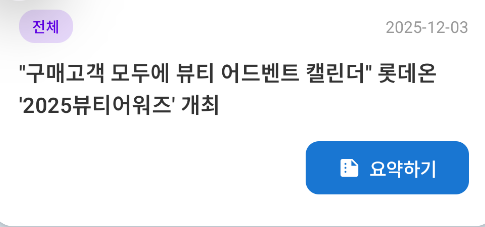 전체
2025-12-03
"구매고객 모두에 뷰티 어드벤트 캘린더" 롯데온
'2025뷰티어워즈' 개최
요약하기